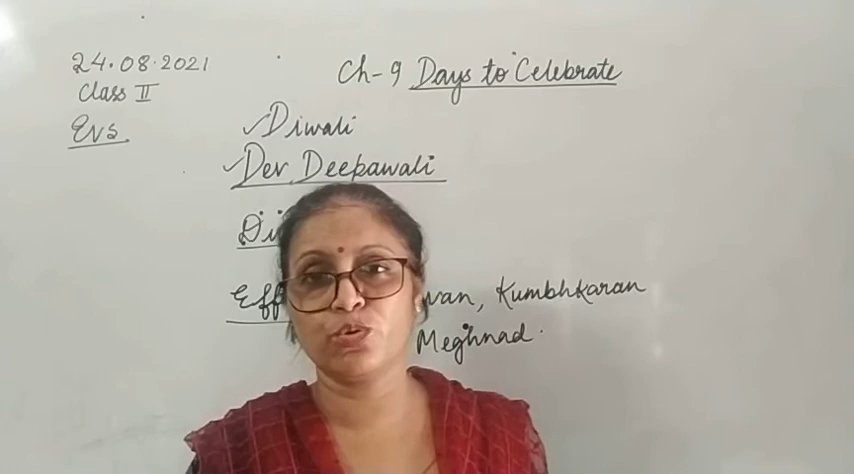 24.08.2021
Ch-9 Days to Celebrate
Class II
Evs.
Diwali
Dev Deepawali
Kumbhkaran
Meghnad.